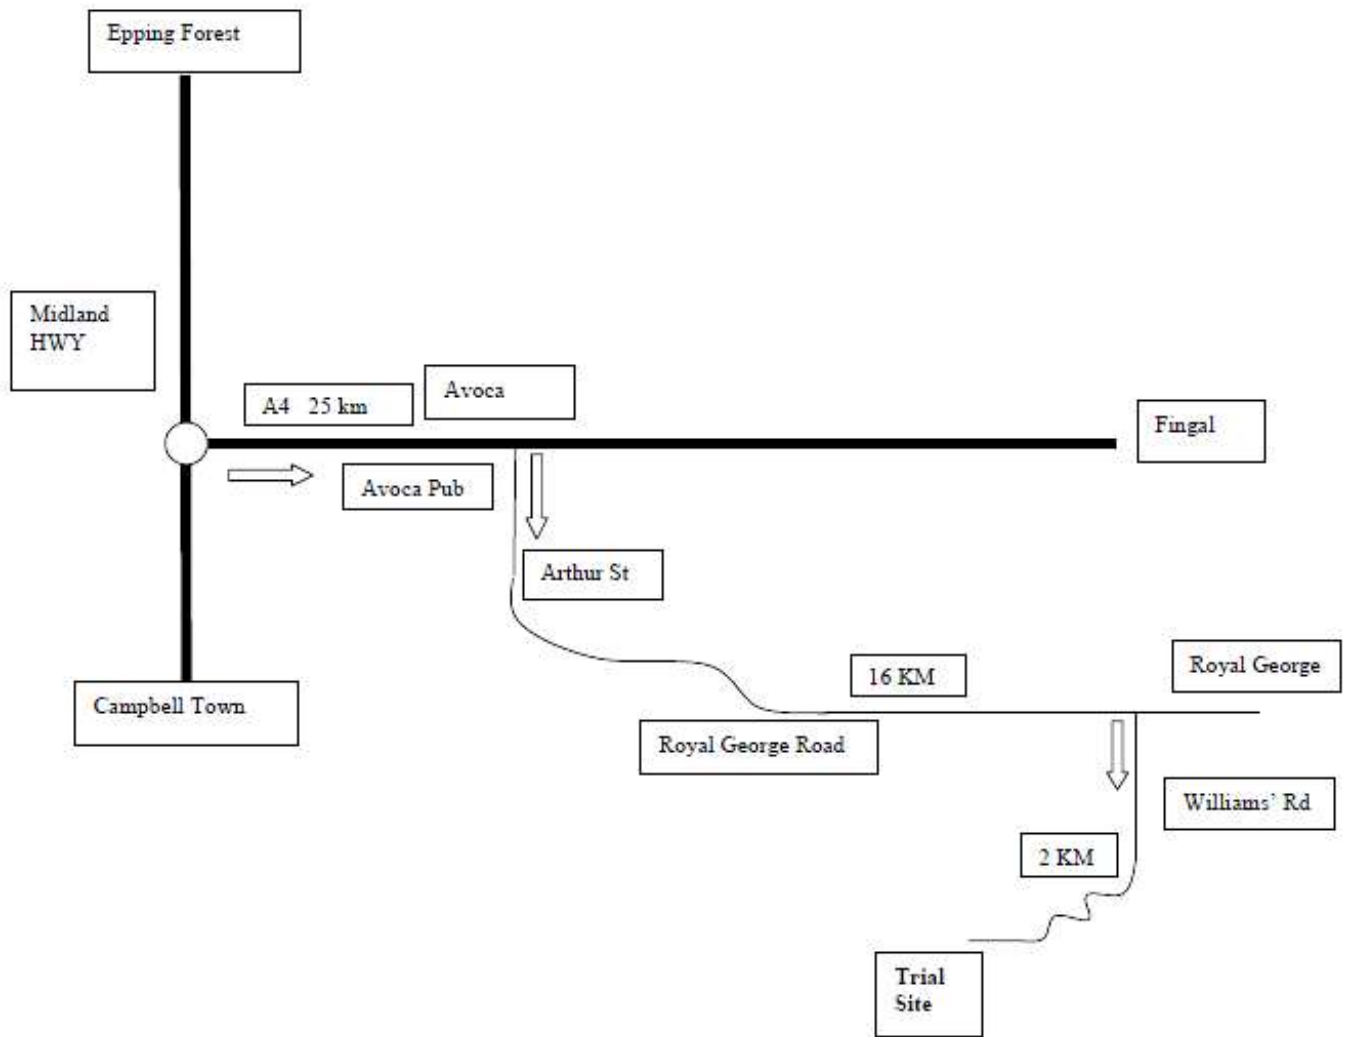 Epping Forest
Midland
HWY
A4 25 km
Avoca
Fingal
Avoca Pub
Arthur St
16 KM
Royal George
Campbell Town
Royal George Road
Williams’ Rd
2 KM
Trial
Site